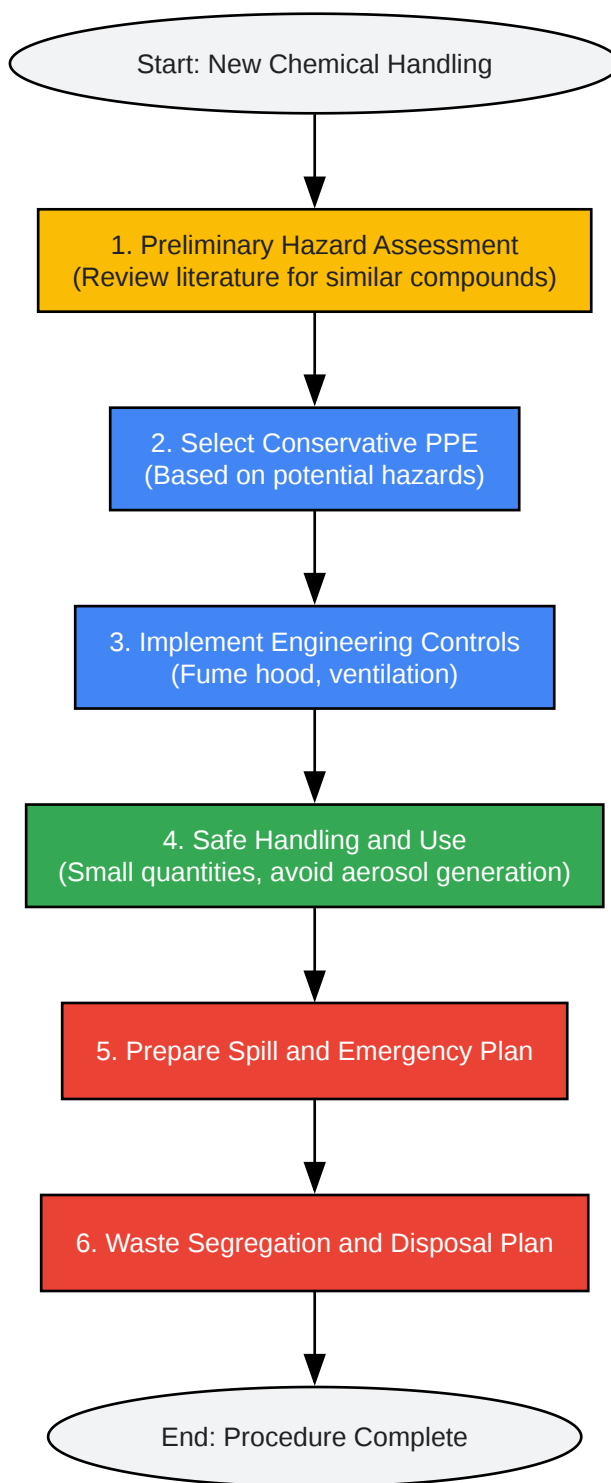 Start: New Chemical Handling
1. Preliminary Hazard Assessment
(Review literature for similar compounds)
2. Select Conservative PPE
(Based on potential hazards)
3. Implement Engineering Controls
(Fume hood, ventilation)
4. Safe Handling and Use
(Small quantities, avoid aerosol generation)
5. Prepare Spill and Emergency Plan
6. Waste Segregation and Disposal Plan
End: Procedure Complete